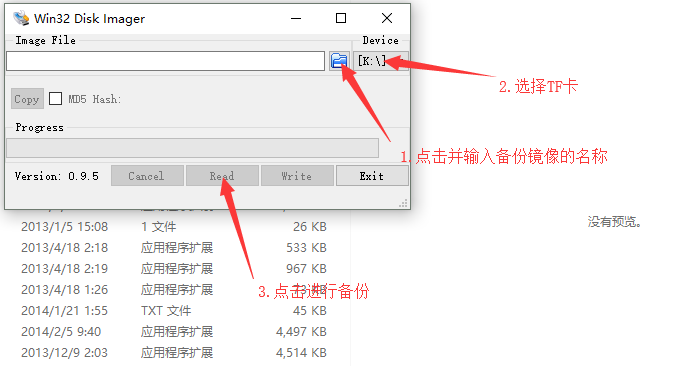 Win32 Disk Imager
Image File
Device
[K:\]
2.选择TF卡
Copy
MD5 Hash:
Progress
1.点击并输入备份镜像的名称
Version: 0.9.5
Cancel
Read
Write
Exit
2013/1/5 15:08 1 文件 26 KB
没有预览。
2013/4/18 2:18 应用程序扩展 533 KB
2013/4/18 2:19 应用程序扩展 967 KB
2013/4/18 1:26 应用程序扩展 73 KB
3.点击进行备份
2014/1/21 1:55 TXT 文件 45 KB
2014/2/5 9:40 应用程序扩展 4,497 KB
2013/12/9 2:03 应用程序扩展 4,514 KB